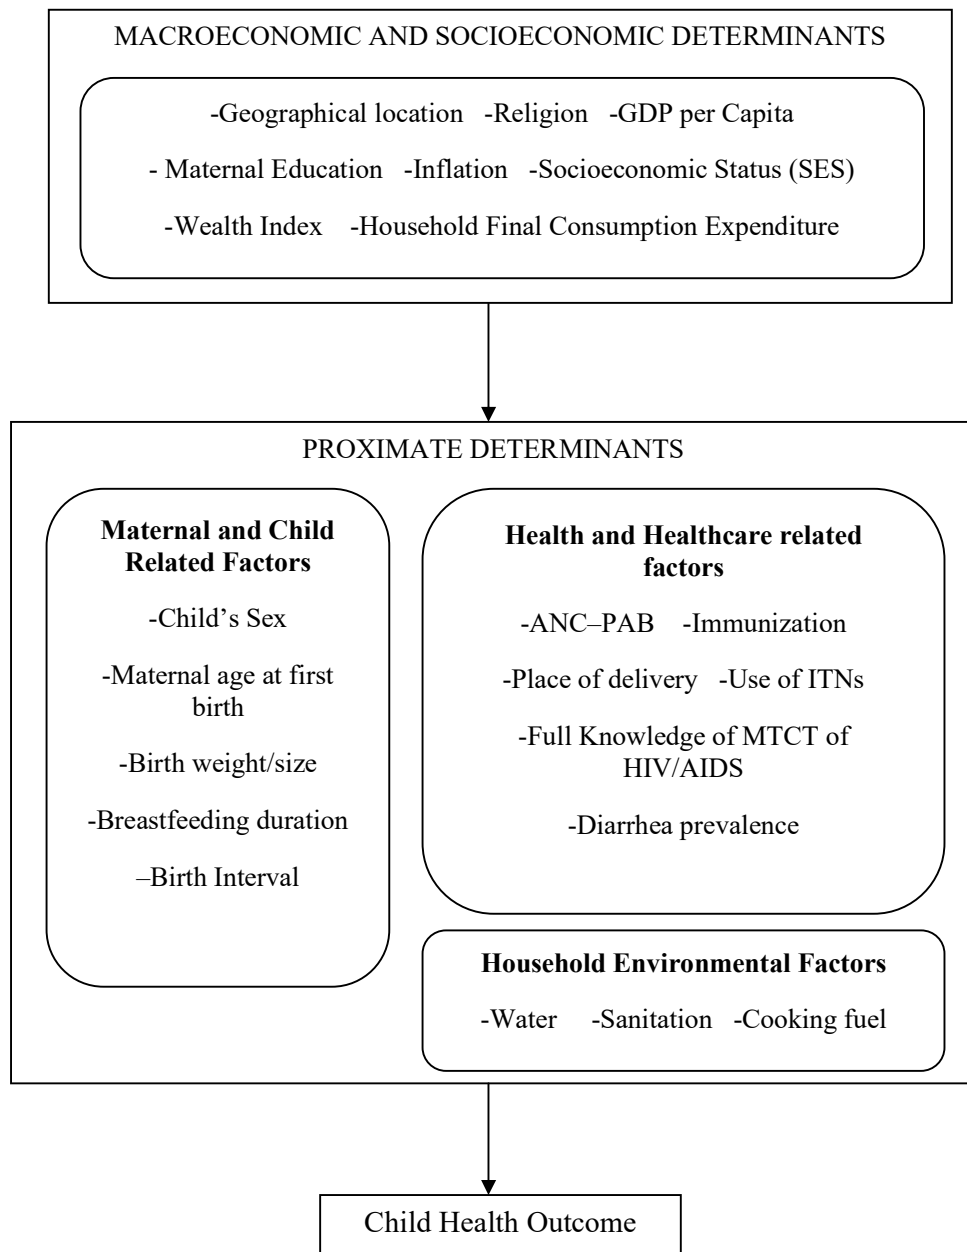 MACROECONOMIC AND SOCIOECONOMIC DETERMINANTS
-Geographical location -Religion -GDP per Capita
- Maternal Education -Inflation -Socioeconomic Status (SES)
-Wealth Index -Household Final Consumption Expenditure
PROXIMATE DETERMINANTS
Maternal and Child
Related Factors
-Child’s Sex
-Maternal age at first
birth
-Birth weight/size
-Breastfeeding duration
–Birth Interval
Health and Healthcare related
factors
-ANC–PAB -Immunization
-Place of delivery -Use of ITNs
-Full Knowledge of MTCT of
HIV/AIDS
-Diarrhea prevalence
Household Environmental Factors
-Water -Sanitation -Cooking fuel
Child Health Outcome